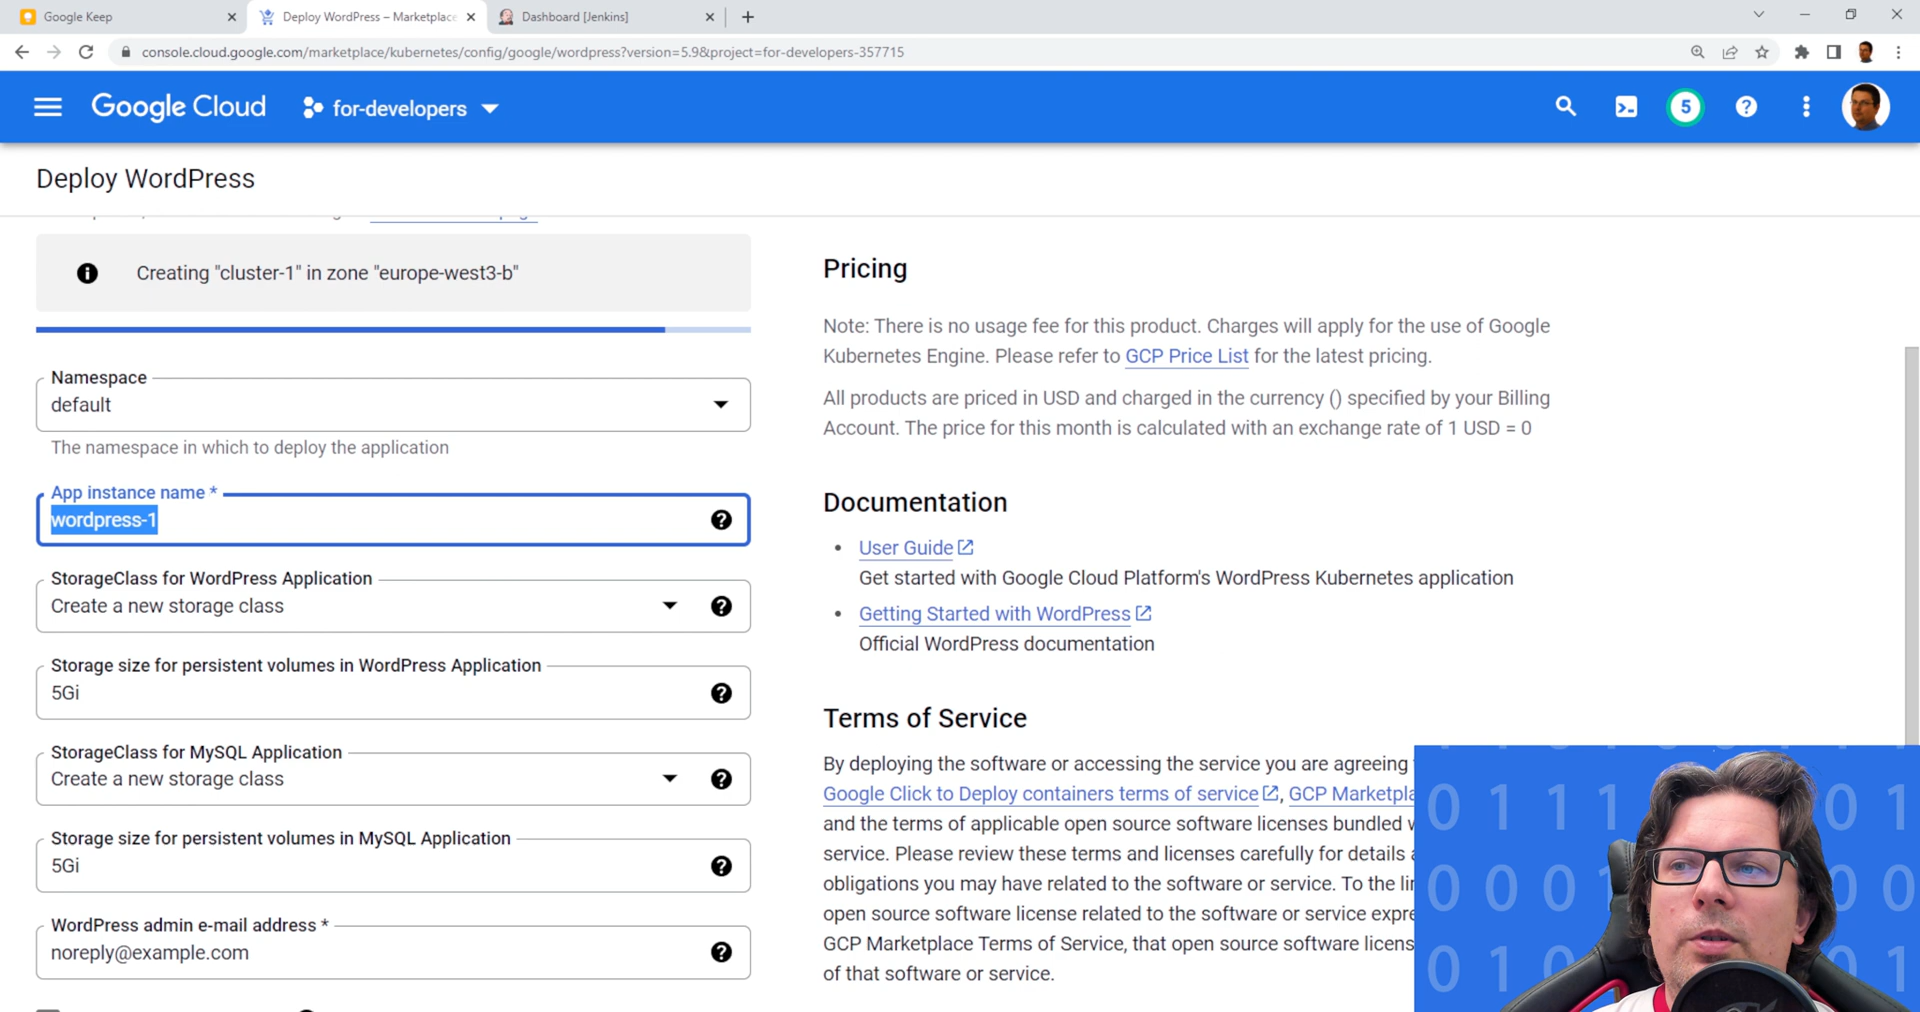 Google Keep
Deploy WordPress – Marketplace
Dashboard [Jenkins]
console.cloud.google.com/marketplace/kubernetes/config/google/wordpress?version=5.9&project=for-developers-357715
Google Cloud
for-developers
5
Deploy WordPress
Creating "cluster-1" in zone "europe-west3-b"
Namespace
default
The namespace in which to deploy the application
App instance name *
wordpress-1
StorageClass for WordPress Application
Create a new storage class
Storage size for persistent volumes in WordPress Application
5Gi
StorageClass for MySQL Application
Create a new storage class
Storage size for persistent volumes in MySQL Application
5Gi
WordPress admin e-mail address *
noreply@example.com
Pricing
Note: There is no usage fee for this product. Charges will apply for the use of Google
Kubernetes Engine. Please refer to GCP Price List for the latest pricing.
All products are priced in USD and charged in the currency () specified by your Billing
Account. The price for this month is calculated with an exchange rate of 1 USD = 0
Documentation
• User Guide
Get started with Google Cloud Platform's WordPress Kubernetes application
• Getting Started with WordPress
Official WordPress documentation
Terms of Service
By deploying the software or accessing the service you are agreeing
Google Click to Deploy containers terms of service, GCP
and the terms of applicable open source software licenses bundled
service. Please review these terms and licenses carefully for details
obligations you may have related to the software or service. To the
open source software license related to the software or service
GCP Marketplace Terms of Service, that open source software
of that software or service.